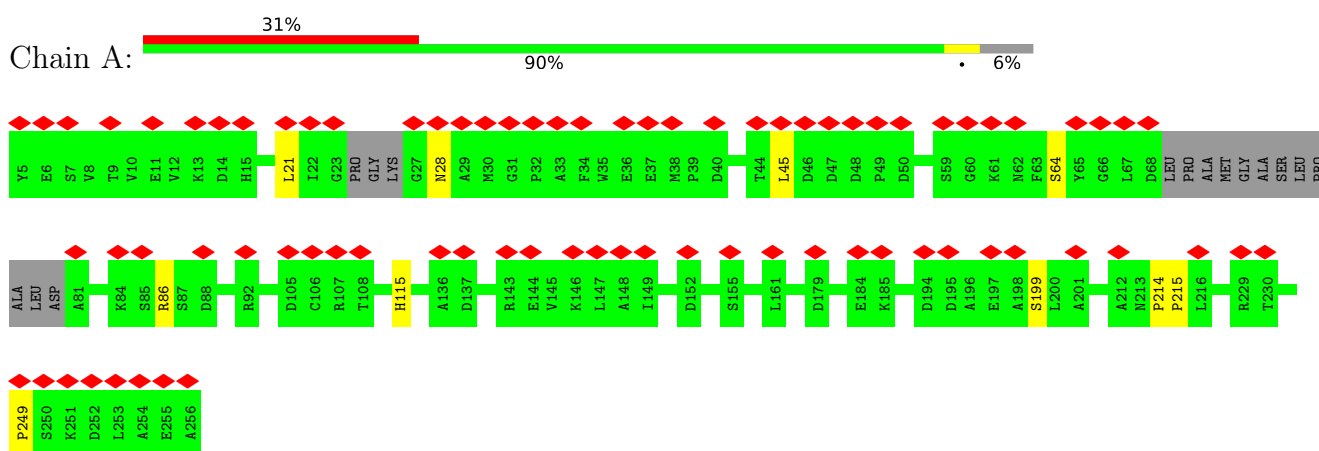 31%
Chain A:
90% • 6%
Y5 E6 S7 V8 T9 V10 E11 V12 K13 D14 H15 L21 I22 G23 PRO GLY LYS G27 N28 A29 M30 G31 P32 A33 F34 W35 E36 E37 M38 P39 D40 T44 L45 D46 D47 D48 P49 D50 S59 G60 K61 N62 F63 S64 Y65 G66 L67 D68 LEU PRO ALA MET GLY ALA SER LEU PRO
ALA LEU ASP A81 K84 S85 R86 S87 D88 R92 D105 C106 R107 T108 H115 A136 D137 R143 E144 V145 K146 L147 A148 I149 D152 S155 L161 D179 E184 K185 D194 D195 A196 E197 A198 S199 L200 A201 A212 N213 P214 P215 L216 R229 T230
P249 S250 K251 D252 L253 A254 E255 A256